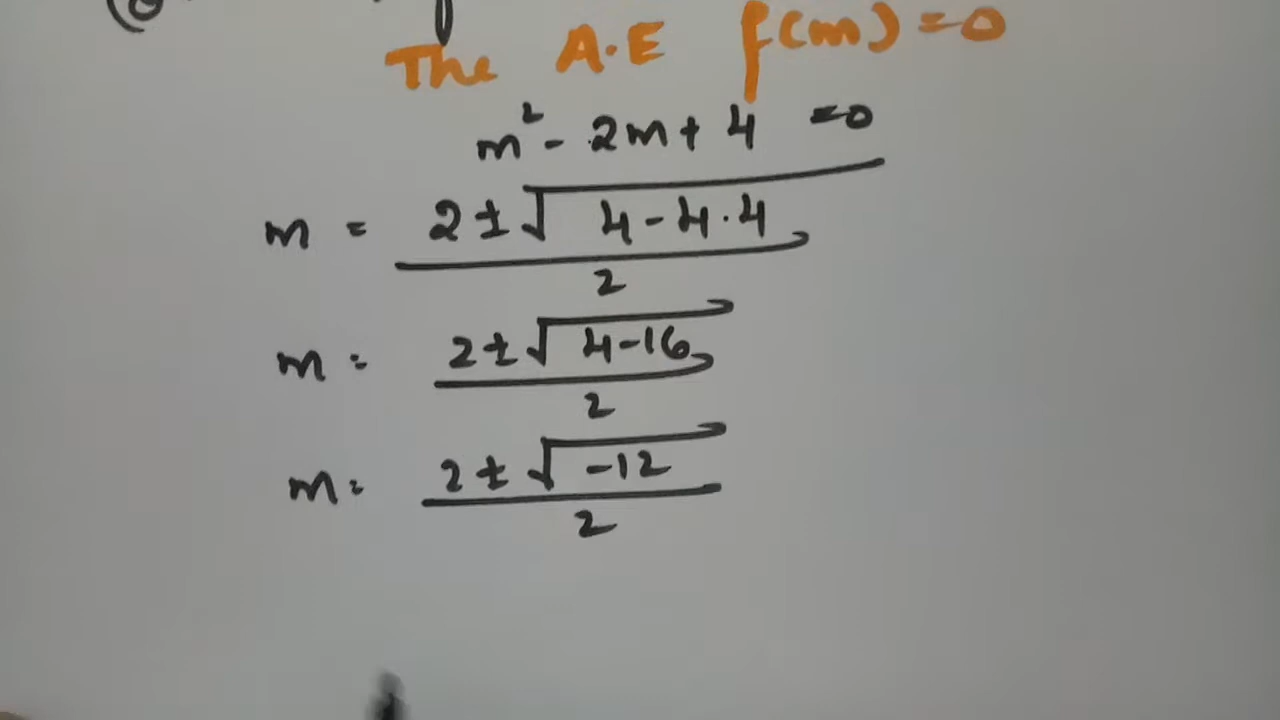 The A.E f(m)=0
m² - 2m + 4 =0
m = 2 ± √4-4.4
2
m = 2 ± √4-16
2
m = 2 ± √-12
2